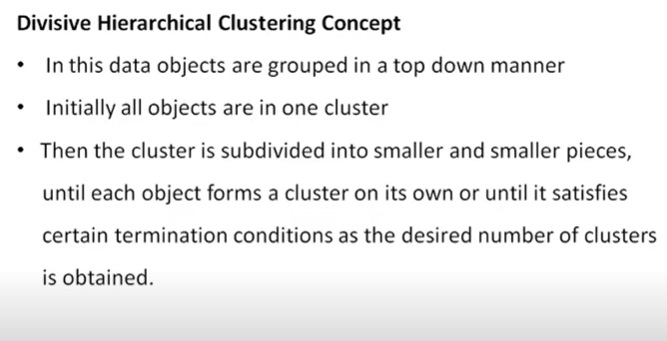 Divisive Hierarchical Clustering Concept
• In this data objects are grouped in a top down manner
• Initially all objects are in one cluster
• Then the cluster is subdivided into smaller and smaller pieces,
until each object forms a cluster on its own or until it satisfies
certain termination conditions as the desired number of clusters
is obtained.